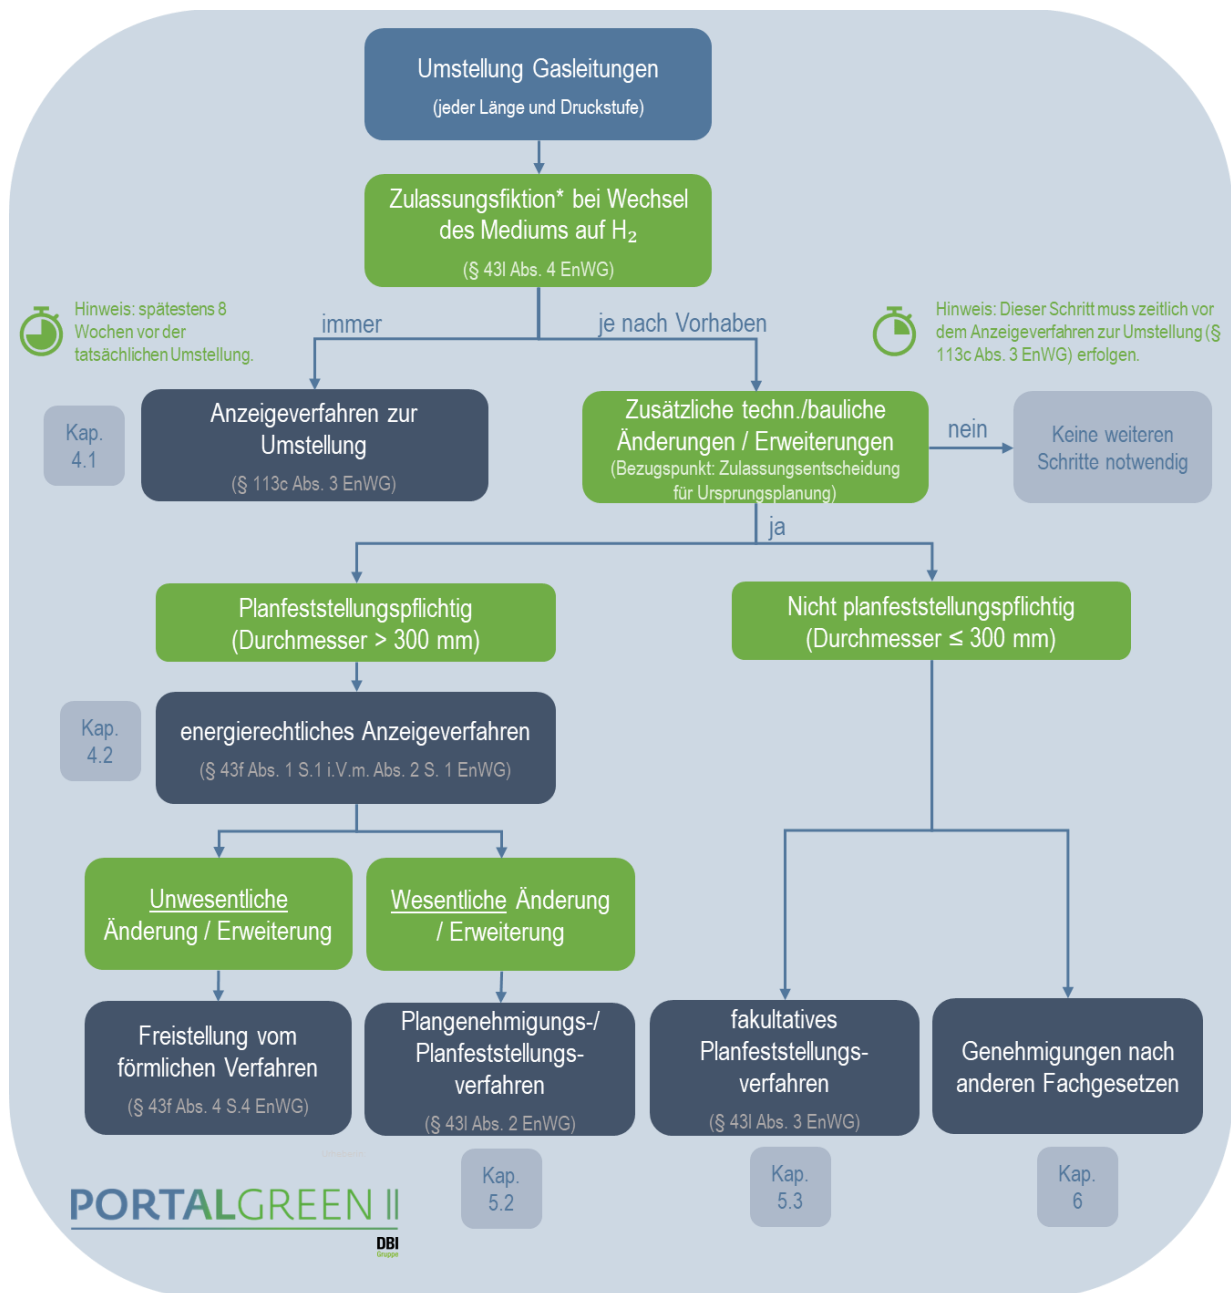 Umstellung Gasleitungen
(jeder Länge und Druckstufe)
Zulassungsfiktion* bei Wechsel
des Mediums auf H₂
(§ 43l Abs. 4 EnWG)
Hinweis: spätestens 8
Wochen vor der
tatsächlichen Umstellung.
immer
je nach Vorhaben
Hinweis: Dieser Schritt muss zeitlich vor
dem Anzeigeverfahren zur Umstellung (§
113c Abs. 3 EnWG) erfolgen.
Kap.
4.1
Anzeigeverfahren zur
Umstellung
(§ 113c Abs. 3 EnWG)
Zusätzliche techn./bauliche
Änderungen / Erweiterungen
(Bezugspunkt: Zulassungsentscheidung
für Ursprungsplanung)
nein
Keine weiteren
Schritte notwendig
ja
Planfeststellungspflichtig
(Durchmesser > 300 mm)
Nicht planfeststellungspflichtig
(Durchmesser ≤ 300 mm)
Kap.
4.2
energierechtliches Anzeigeverfahren
(§ 43f Abs. 1 S.1 i.V.m. Abs. 2 S. 1 EnWG)
Unwesentliche
Änderung / Erweiterung
Wesentliche Änderung
/ Erweiterung
Freistellung vom
förmlichen Verfahren
(§ 43f Abs. 4 S.4 EnWG)
Plangenehmigungs-/
Planfeststellungs-
verfahren
(§ 43l Abs. 2 EnWG)
fakultatives
Planfeststellungs-
verfahren
(§ 43l Abs. 3 EnWG)
Genehmigungen nach
anderen Fachgesetzen
Kap.
5.2
Kap.
5.3
Kap.
6
PORTALGREEN II
DBI
Gruppe